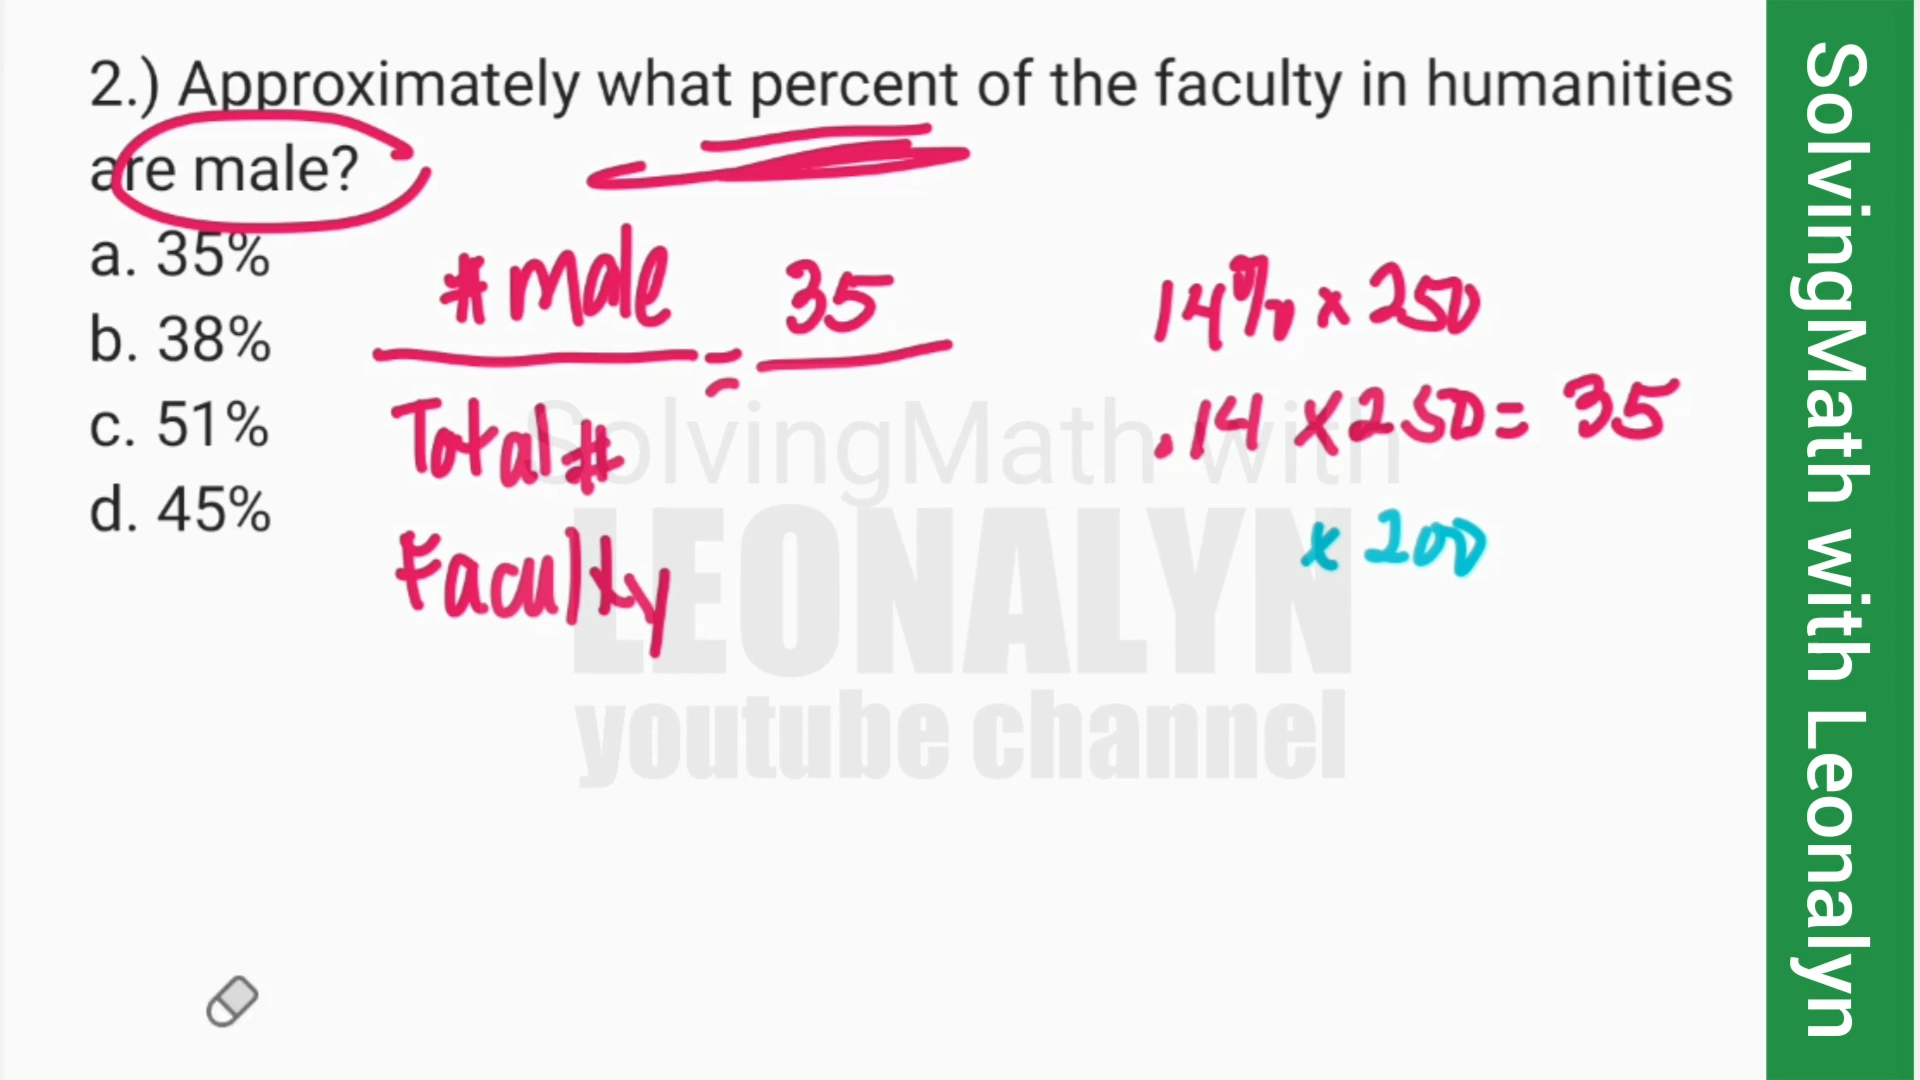 2.) Approximately what percent of the faculty in humanities
are male?
a. 35%
b. 38%
c. 51%
d. 45%
# male = 35
Total #
Faculty
14% x 250
.14 x 250 = 35
x 200
SolvingMath with
LEONALYN
youtube channel
SolvingMath with Leonalyn